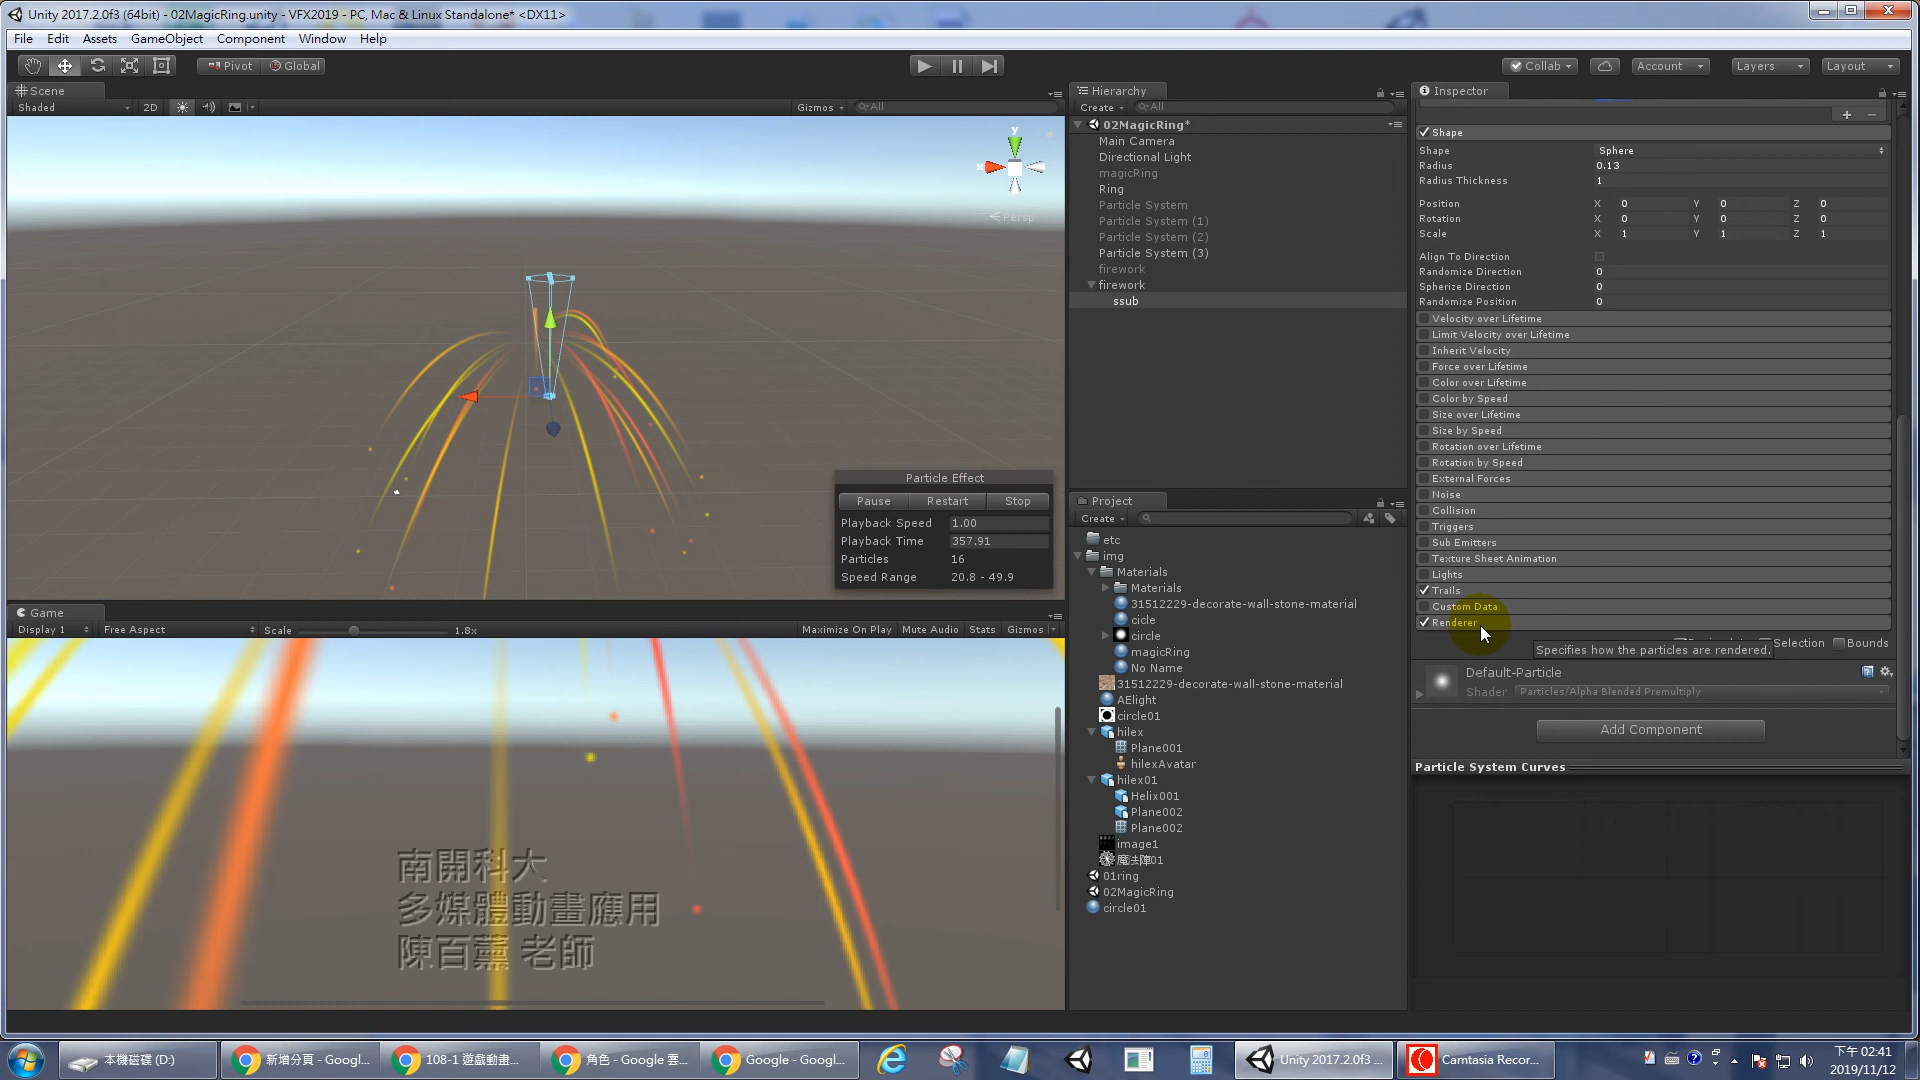 Unity 2017.2.0f3 (64bit) - 02MagicRing.unity - VFX2019 - PC, Mac & Linux Standalone* <DX11>
File Edit Assets GameObject Component Window Help
Pivot Global Collab Account Layers Layout
Scene
Shaded 2D Gizmos All
y
x
Persp
Particle Effect
Pause Restart Stop
Playback Speed 1.00
Playback Time 357.91
Particles 16
Speed Range 20.8 - 49.9
Game
Display 1 Free Aspect Scale 1.8x Maximize On Play Mute Audio Stats Gizmos
南開科大
多媒體動畫應用
陳百薰 老師
Hierarchy
Create All
02MagicRing*
Main Camera
Directional Light
magicRing
Ring
Particle System
Particle System (1)
Particle System (2)
Particle System (3)
firework
firework
ssub
Project
Create
etc
img
Materials
Materials
31512229-decorate-wall-stone-material
cicle
circle
magicRing
No Name
31512229-decorate-wall-stone-material
AElight
circle01
hilex
Plane001
hilexAvatar
hilex01
Helix001
Plane002
Plane002
image1
魔法陣01
01ring
02MagicRing
circle01
Inspector
Shape
Shape Sphere
Radius 0.13
Radius Thickness 1
Position X 0 Y 0 Z 0
Rotation X 0 Y 0 Z 0
Scale X 1 Y 1 Z 1
Align To Direction
Randomize Direction 0
Spherize Direction 0
Randomize Position 0
Velocity over Lifetime
Limit Velocity over Lifetime
Inherit Velocity
Force over Lifetime
Color over Lifetime
Color by Speed
Size over Lifetime
Size by Speed
Rotation over Lifetime
Rotation by Speed
External Forces
Noise
Collision
Triggers
Sub Emitters
Texture Sheet Animation
Lights
Trails
Custom Data
Renderer
Selection Bounds
Specifies how the particles are rendered.
Default-Particle
Shader Particles/Alpha Blended Premultiply
Add Component
Particle System Curves
本機磁碟 (D:) 新增分頁 - Googl... 108-1 遊戲動畫... 角色 - Google 雲... Google - Googl... Unity 2017.2.0f3 ... Camtasia Recor...
下午 02:41
2019/11/12